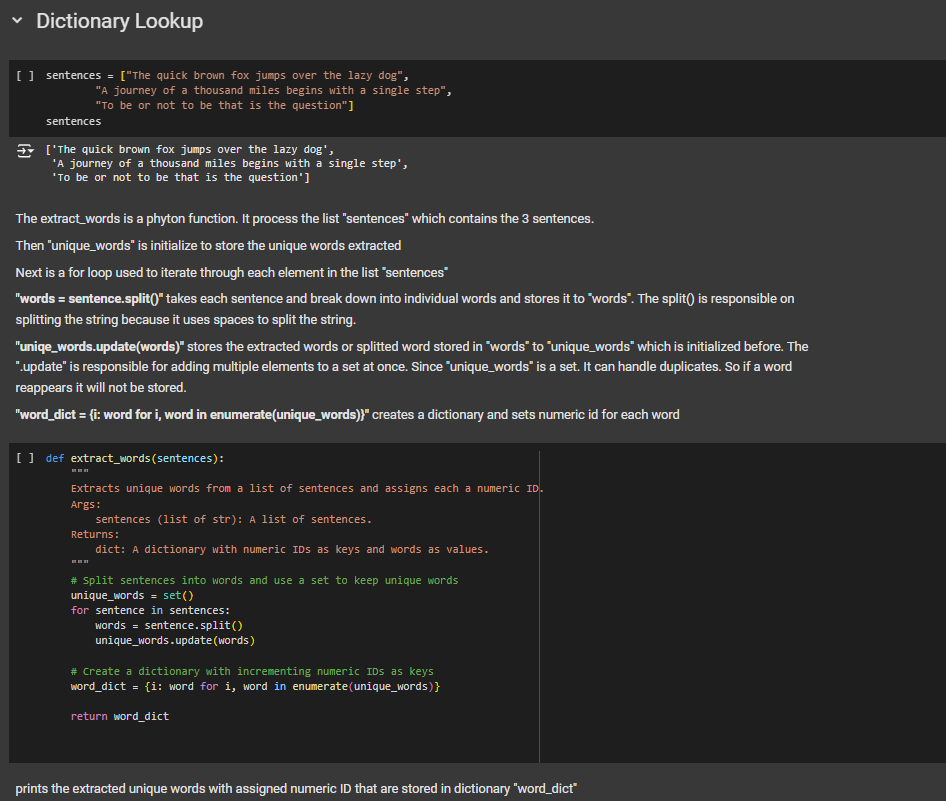 Dictionary Lookup
[ ] sentences = ["The quick brown fox jumps over the lazy dog",
"A journey of a thousand miles begins with a single step",
"To be or not to be that is the question"]
sentences
['The quick brown fox jumps over the lazy dog',
'A journey of a thousand miles begins with a single step',
'To be or not to be that is the question']
The extract_words is a phyton function. It process the list "sentences" which contains the 3 sentences.
Then "unique_words" is initialize to store the unique words extracted
Next is a for loop used to iterate through each element in the list "sentences"
"words = sentence.split()" takes each sentence and break down into individual words and stores it to "words". The split() is responsible on
splitting the string because it uses spaces to split the string.
"uniqe_words.update(words)" stores the extracted words or splitted word stored in "words" to "unique_words" which is initialized before. The
".update" is responsible for adding multiple elements to a set at once. Since "unique_words" is a set. It can handle duplicates. So if a word
reappears it will not be stored.
"word_dict = {i: word for i, word in enumerate(unique_words)}" creates a dictionary and sets numeric id for each word
[ ] def extract_words(sentences):
"""
Extracts unique words from a list of sentences and assigns each a numeric ID.
Args:
sentences (list of str): A list of sentences.
Returns:
dict: A dictionary with numeric IDs as keys and words as values.
"""
# Split sentences into words and use a set to keep unique words
unique_words = set()
for sentence in sentences:
words = sentence.split()
unique_words.update(words)
# Create a dictionary with incrementing numeric IDs as keys
word_dict = {i: word for i, word in enumerate(unique_words)}
return word_dict
prints the extracted unique words with assigned numeric ID that are stored in dictionary "word_dict"